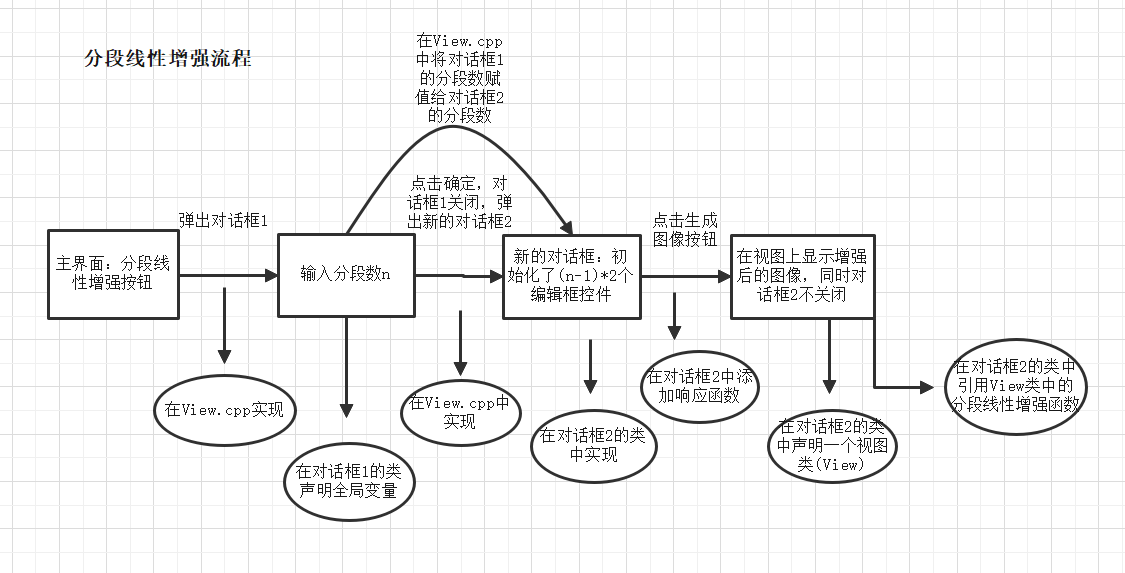 分段线性增强流程
在View.cpp
中将对话框1
的分段数赋
值给对话框2
的分段数
弹出对话框1
点击确定，对
话框1关闭，弹
出新的对话框2
点击生成
图像按钮
主界面：分段线
性增强按钮
输入分段数n
新的对话框：初
始化了(n-1)*2个
编辑框控件
在视图上显示增强
后的图像，同时对
话框2不关闭
在View.cpp实现
在对话框1的类
声明全局变量
在View.cpp中
实现
在对话框2的类
中实现
在对话框2中添
加响应函数
在对话框2的类
中声明一个视图
类(View)
在对话框2的类中
引用View类中的
分段线性增强函数